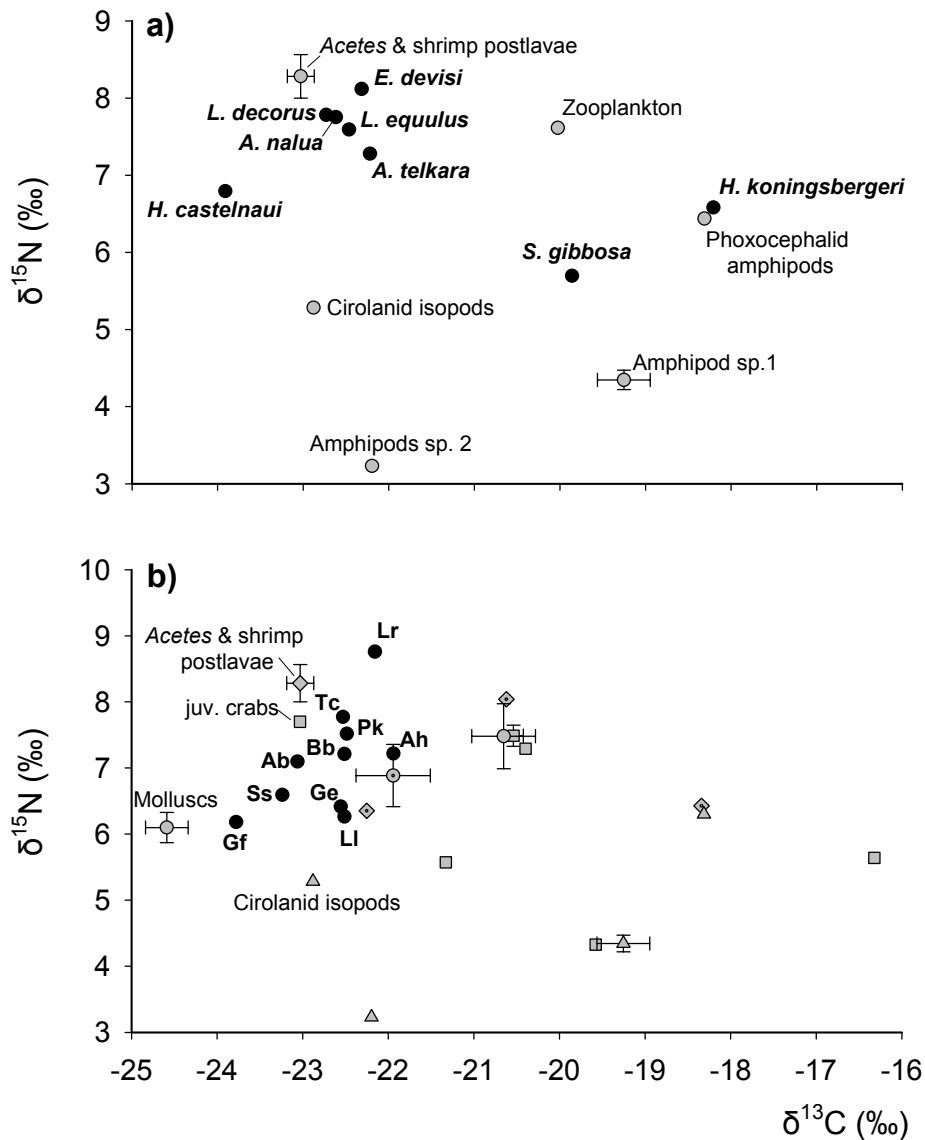 a)
9
8
7
6
5
4
3
δ15N (‰)
Acetes & shrimp postlavae
E. devisi
L. decorus
L. equulus
A. nalua
A. telkara
H. castelnaui
Zooplankton
H. koningsbergeri
Phoxocephalid
amphipods
S. gibbosa
Cirolanid isopods
Amphipod sp.1
Amphipods sp. 2
b)
10
9
8
7
6
5
4
3
δ15N (‰)
Lr
Acetes & shrimp
postlavae
Tc
juv. crabs
Pk
Ah
Bb
Ab
Ss
Ge
Molluscs
Gf
Ll
Cirolanid isopods
-25 -24 -23 -22 -21 -20 -19 -18 -17 -16
δ13C (‰)